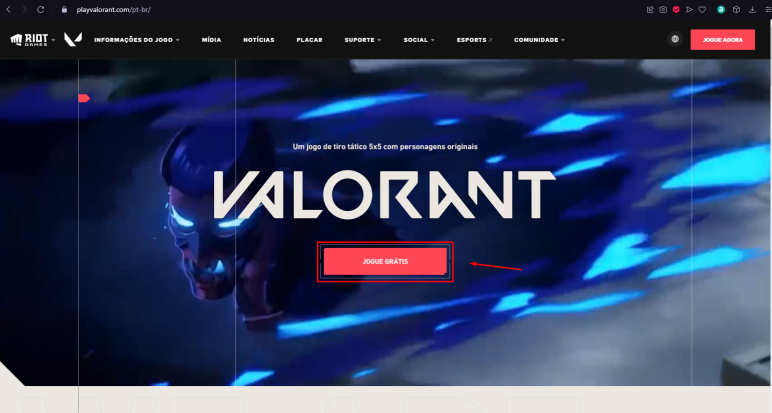 playvalorant.com/pt-br/
RIOT GAMES
INFORMAÇÕES DO JOGO
MÍDIA
NOTÍCIAS
PLACAR
SUPORTE
SOCIAL
ESPORTS
COMUNIDADE
JOGUE AGORA
Um jogo de tiro tático 5x5 com personagens originais
VALORANT
JOGUE GRÁTIS